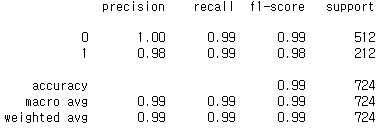 precision recall f1-score support
0 1.00 0.99 0.99 512
1 0.98 0.99 0.98 212
accuracy 0.99 724
macro avg 0.99 0.99 0.99 724
weighted avg 0.99 0.99 0.99 724